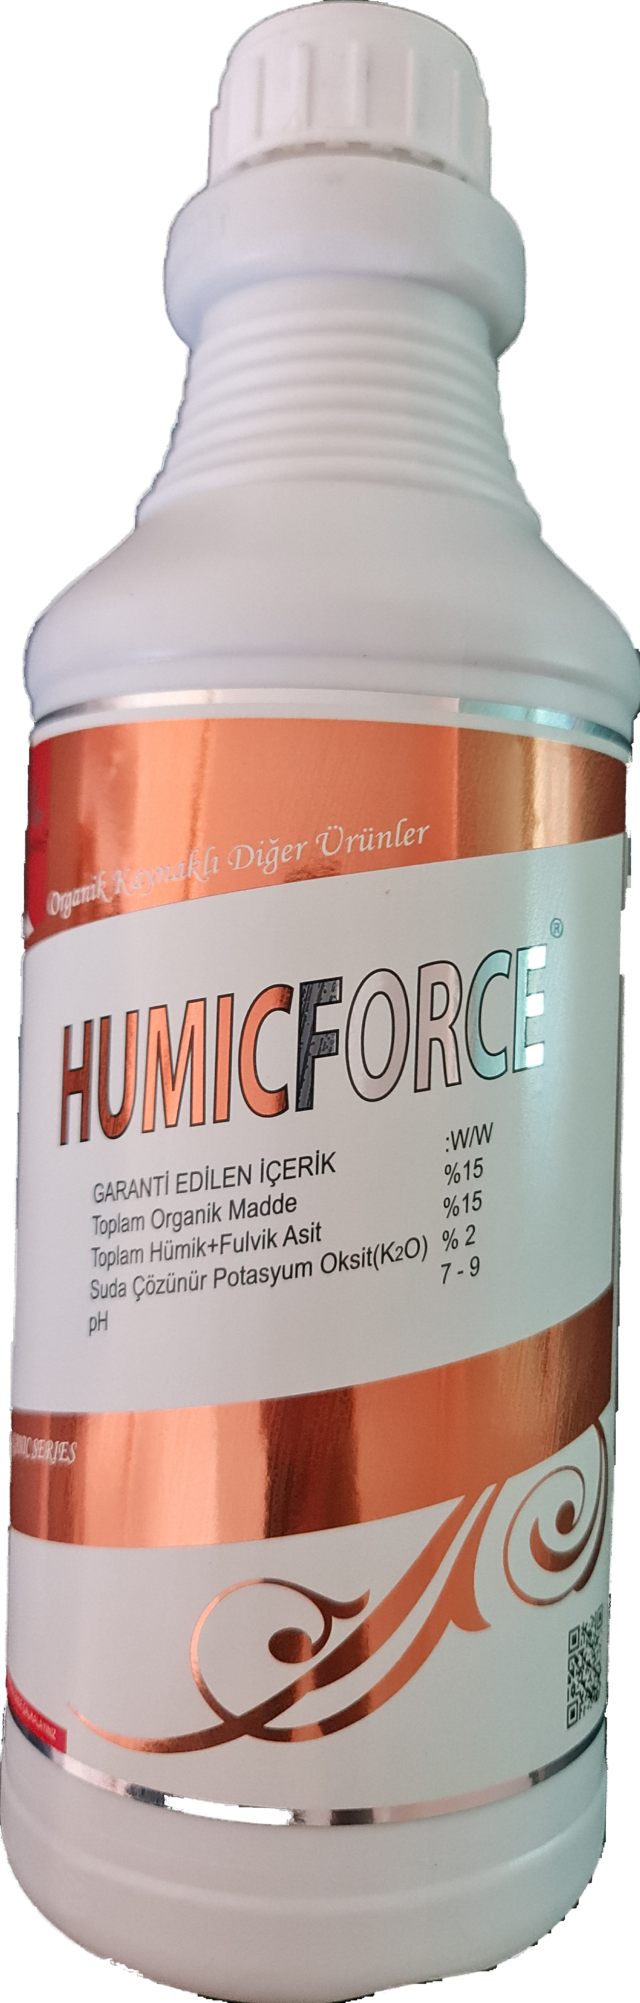 Organik Kaynaklı Diğer Ürünler
HUMICFORCE®
GARANTİ EDİLEN İÇERİK :W/W
Toplam Organik Madde %15
Toplam Hümik+Fulvik Asit %15
Suda Çözünür Potasyum Oksit(K2O) % 2
pH 7 - 9
SERIES